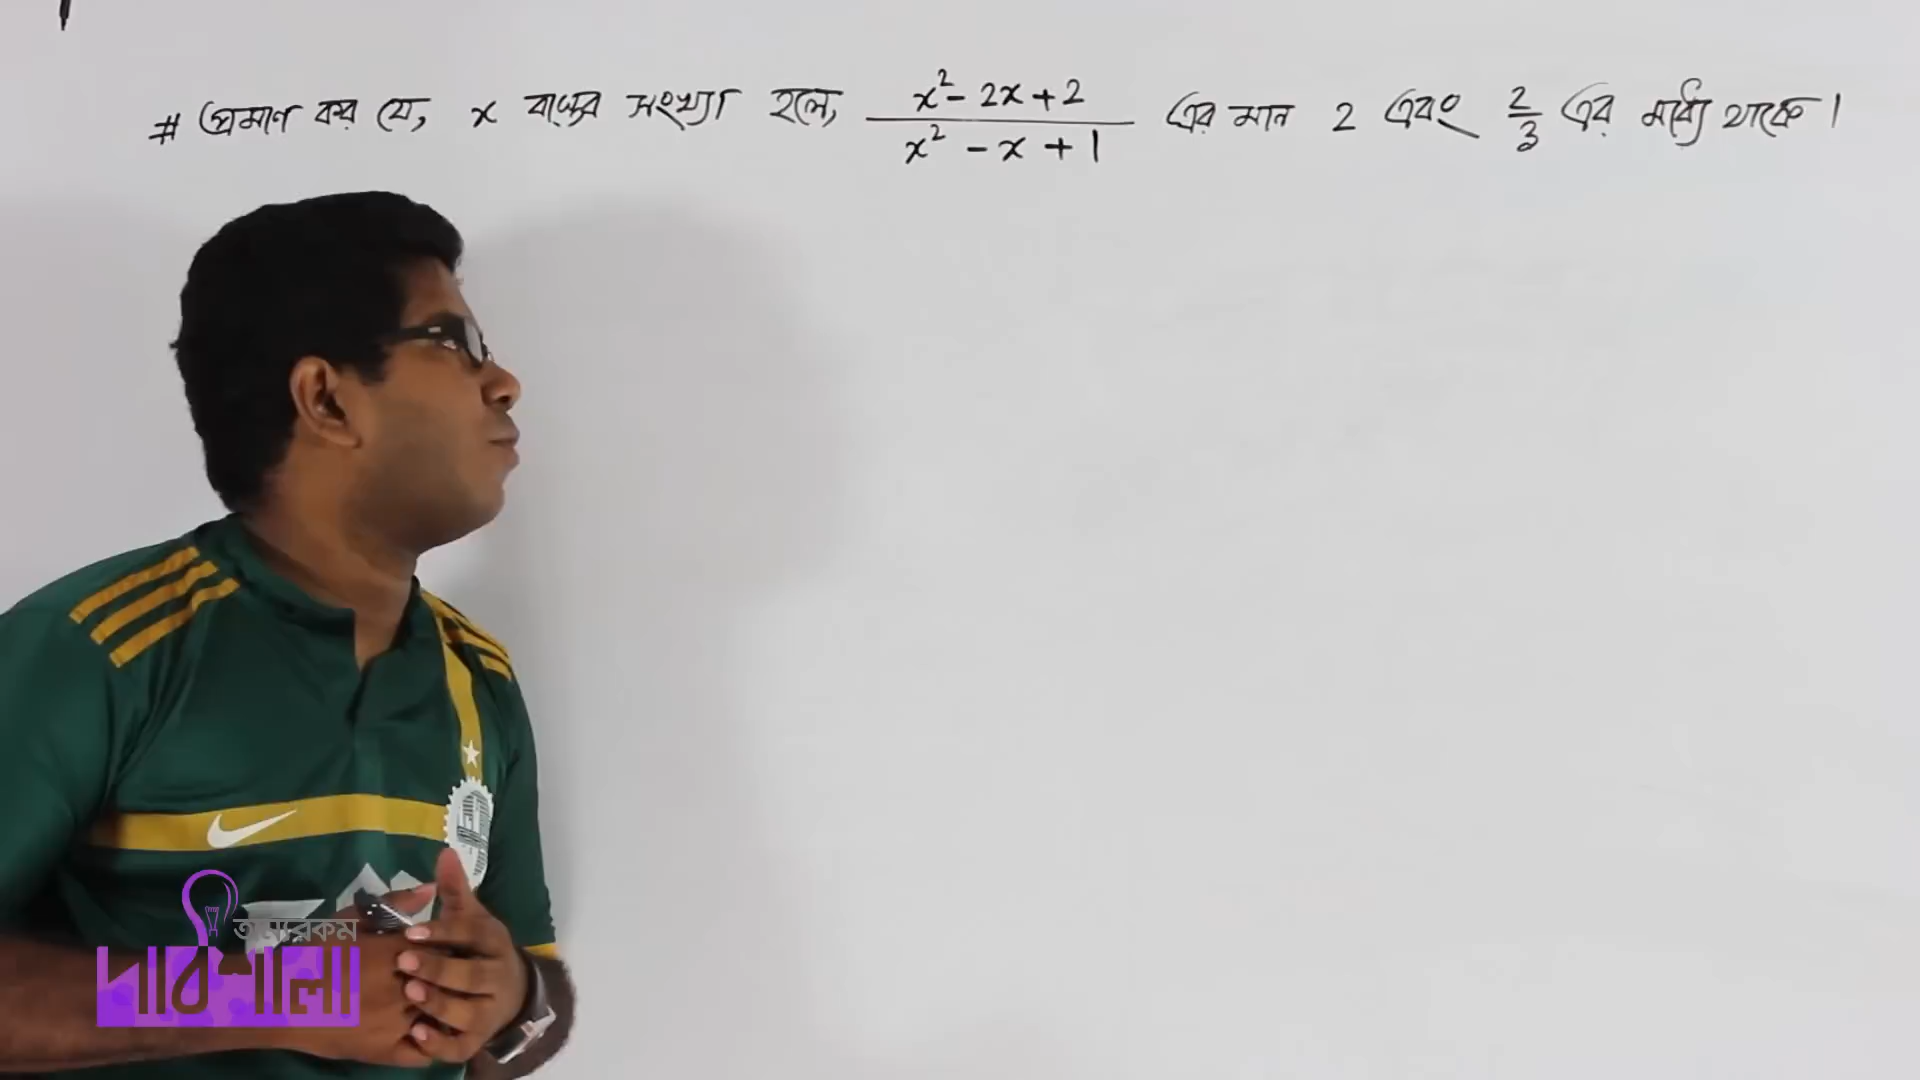 # প্রমাণ কর যে, x বাস্তব সংখ্যা হলে, (x² - 2x + 2)/(x² - x + 1) এর মান 2 এবং 2/3 এর মধ্যে থাকে।
অন্যরকম
পাঠশালা